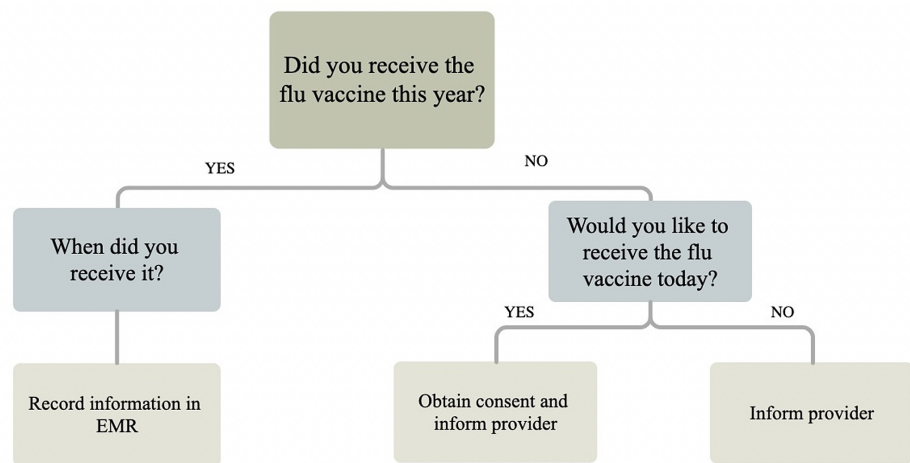 Did you receive the
flu vaccine this year?
YES
NO
When did you
receive it?
Would you like to
receive the flu
vaccine today?
YES
NO
Record information in
EMR
Obtain consent and
inform provider
Inform provider